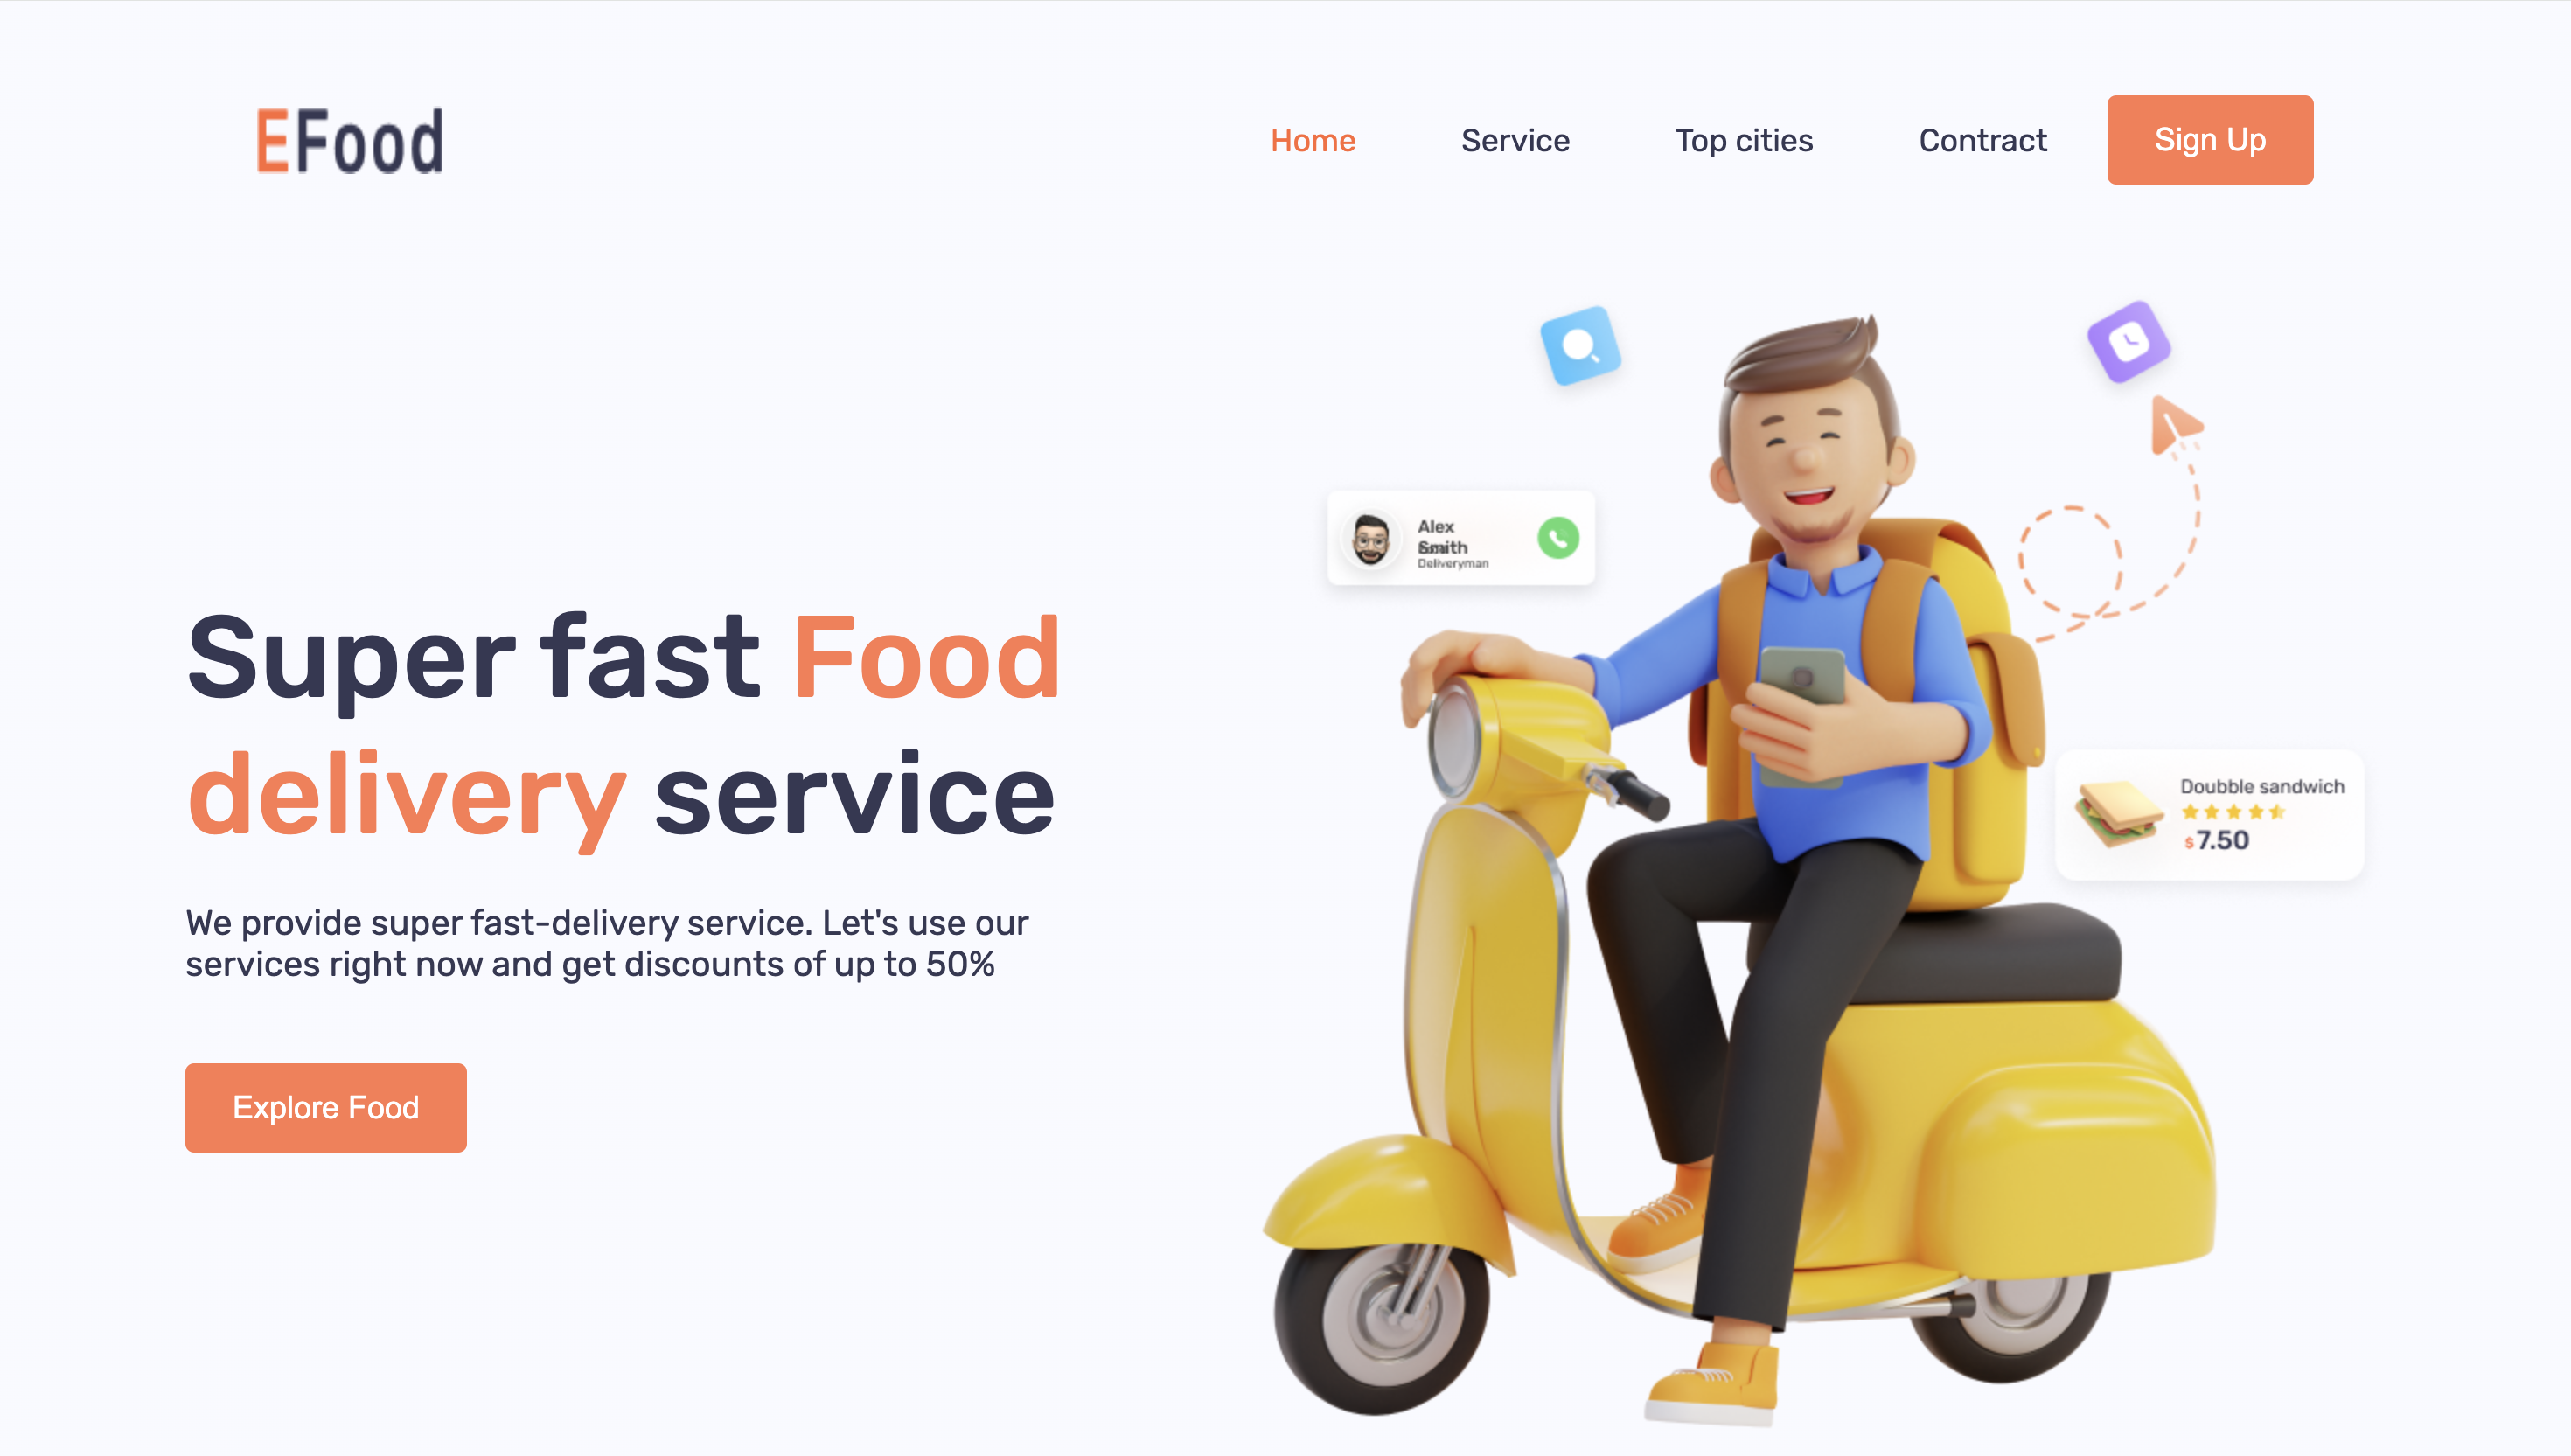 EFood
Home Service Top cities Contract Sign Up
Alex
Smith
Deliveryman
Super fast Food
delivery service
Doubble sandwich
$7.50
We provide super fast-delivery service. Let's use our
services right now and get discounts of up to 50%
Explore Food